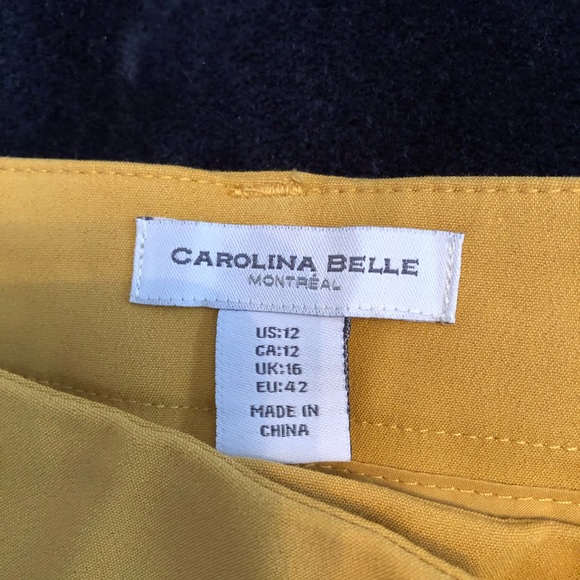 CAROLINA BELLE
MONTRÉAL
US:12
CA:12
UK:16
EU:42
MADE IN
CHINA